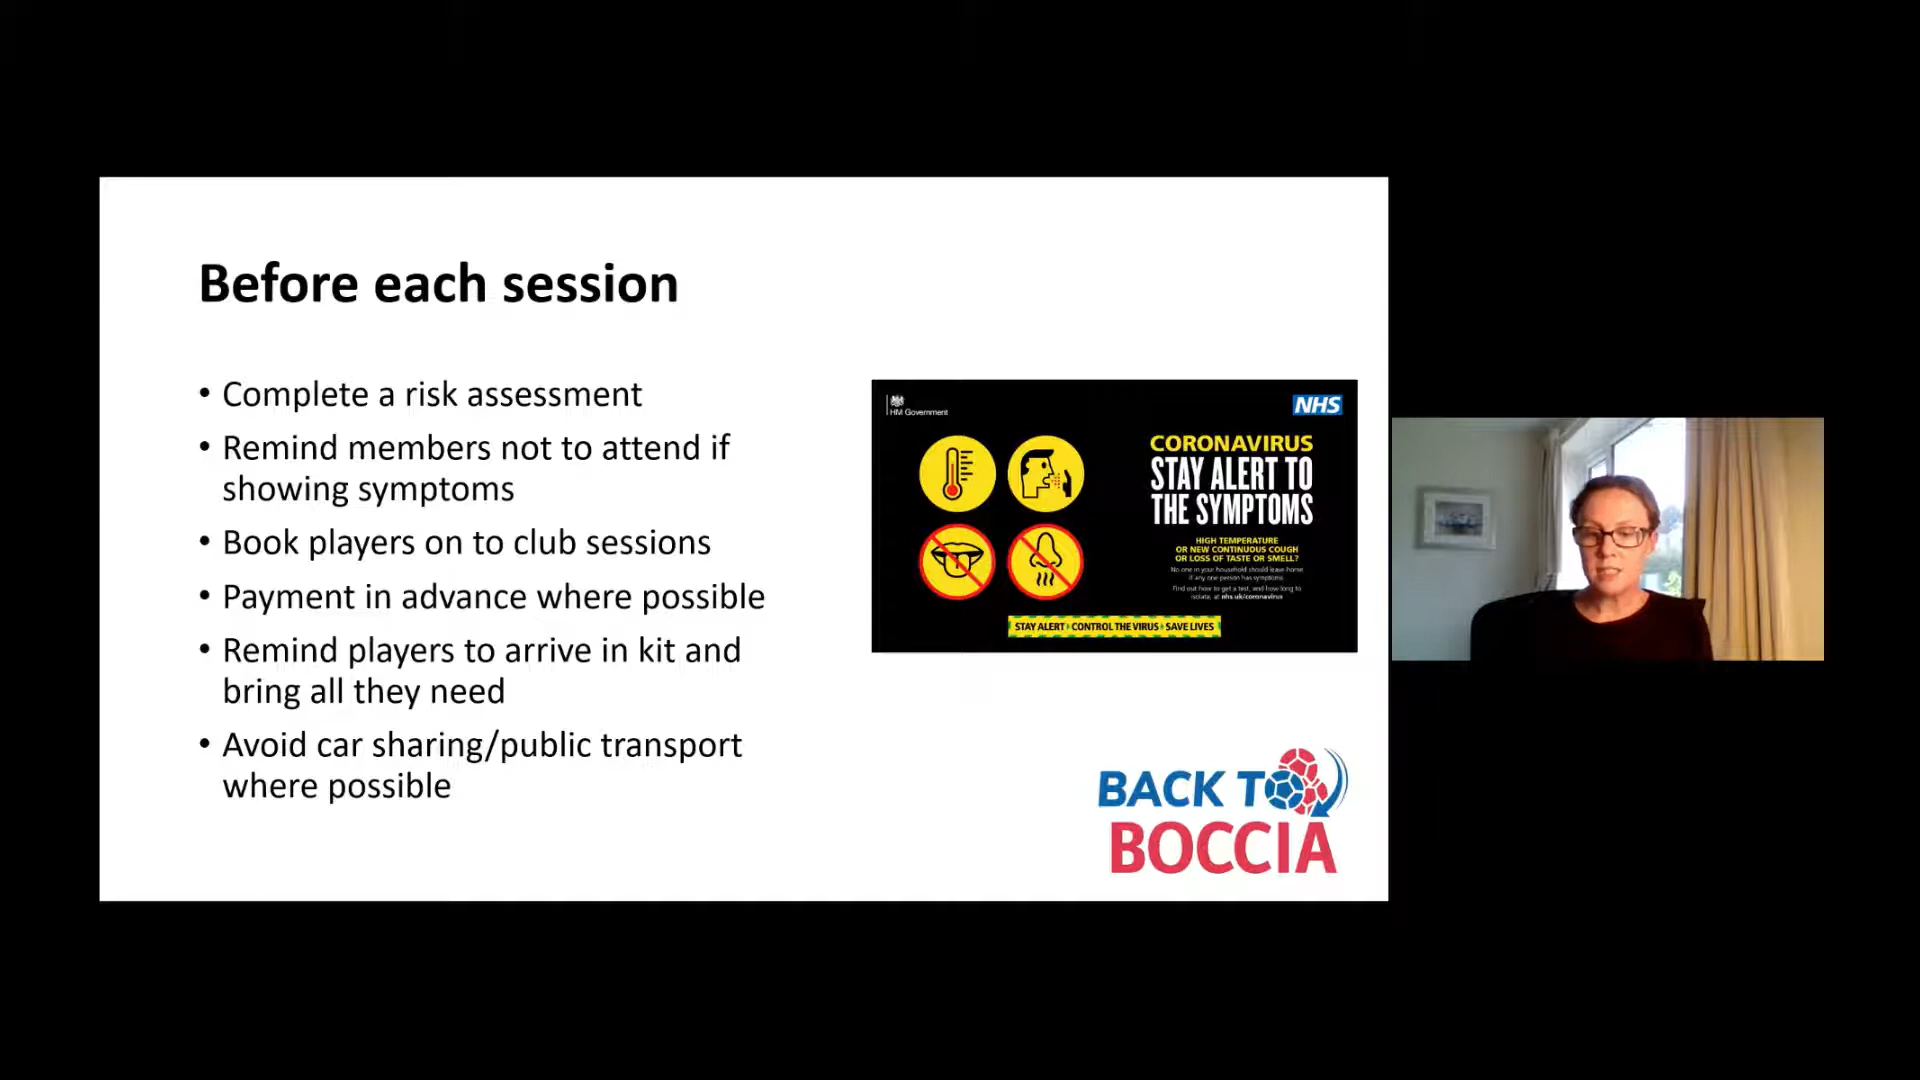 Before each session
• Complete a risk assessment
• Remind members not to attend if
showing symptoms
• Book players on to club sessions
• Payment in advance where possible
• Remind players to arrive in kit and
bring all they need
• Avoid car sharing/public transport
where possible
HM Government
NHS
CORONAVIRUS
STAY ALERT TO
THE SYMPTOMS
HIGH TEMPERATURE
OR NEW CONTINUOUS COUGH
OR LOSS OF TASTE OR SMELL?
No one in your household should leave home
if any one person has symptoms.
Find out how to get a test, and how long to
isolate, at nhs.uk/coronavirus
STAY ALERT › CONTROL THE VIRUS › SAVE LIVES
BACK TO
BOCCIA